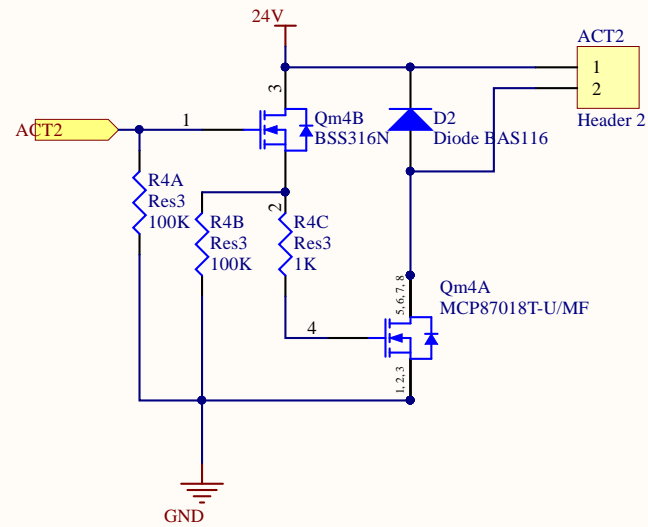 24V
ACT2
1
2
Header 2
3
Qm4B
BSS316N
D2
Diode BAS116
ACT2
1
R4A
Res3
100K
R4B
Res3
100K
2
R4C
Res3
1K
5, 6, 7, 8
Qm4A
MCP87018T-U/MF
4
1, 2, 3
GND